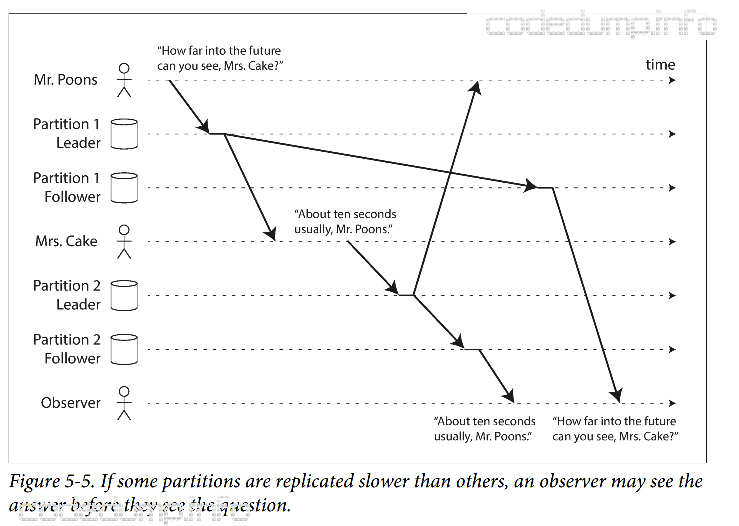 codedumpinfo
"How far into the future
can you see, Mrs. Cake?"
time
Mr. Poons
Partition 1
Leader
Partition 1
Follower
"About ten seconds
usually, Mr. Poons."
Mrs. Cake
Partition 2
Leader
Partition 2
Follower
Observer
"About ten seconds
usually, Mr. Poons."
"How far into the future
can you see, Mrs. Cake?"
Figure 5-5. If some partitions are replicated slower than others, an observer may see the
answer before they see the question.